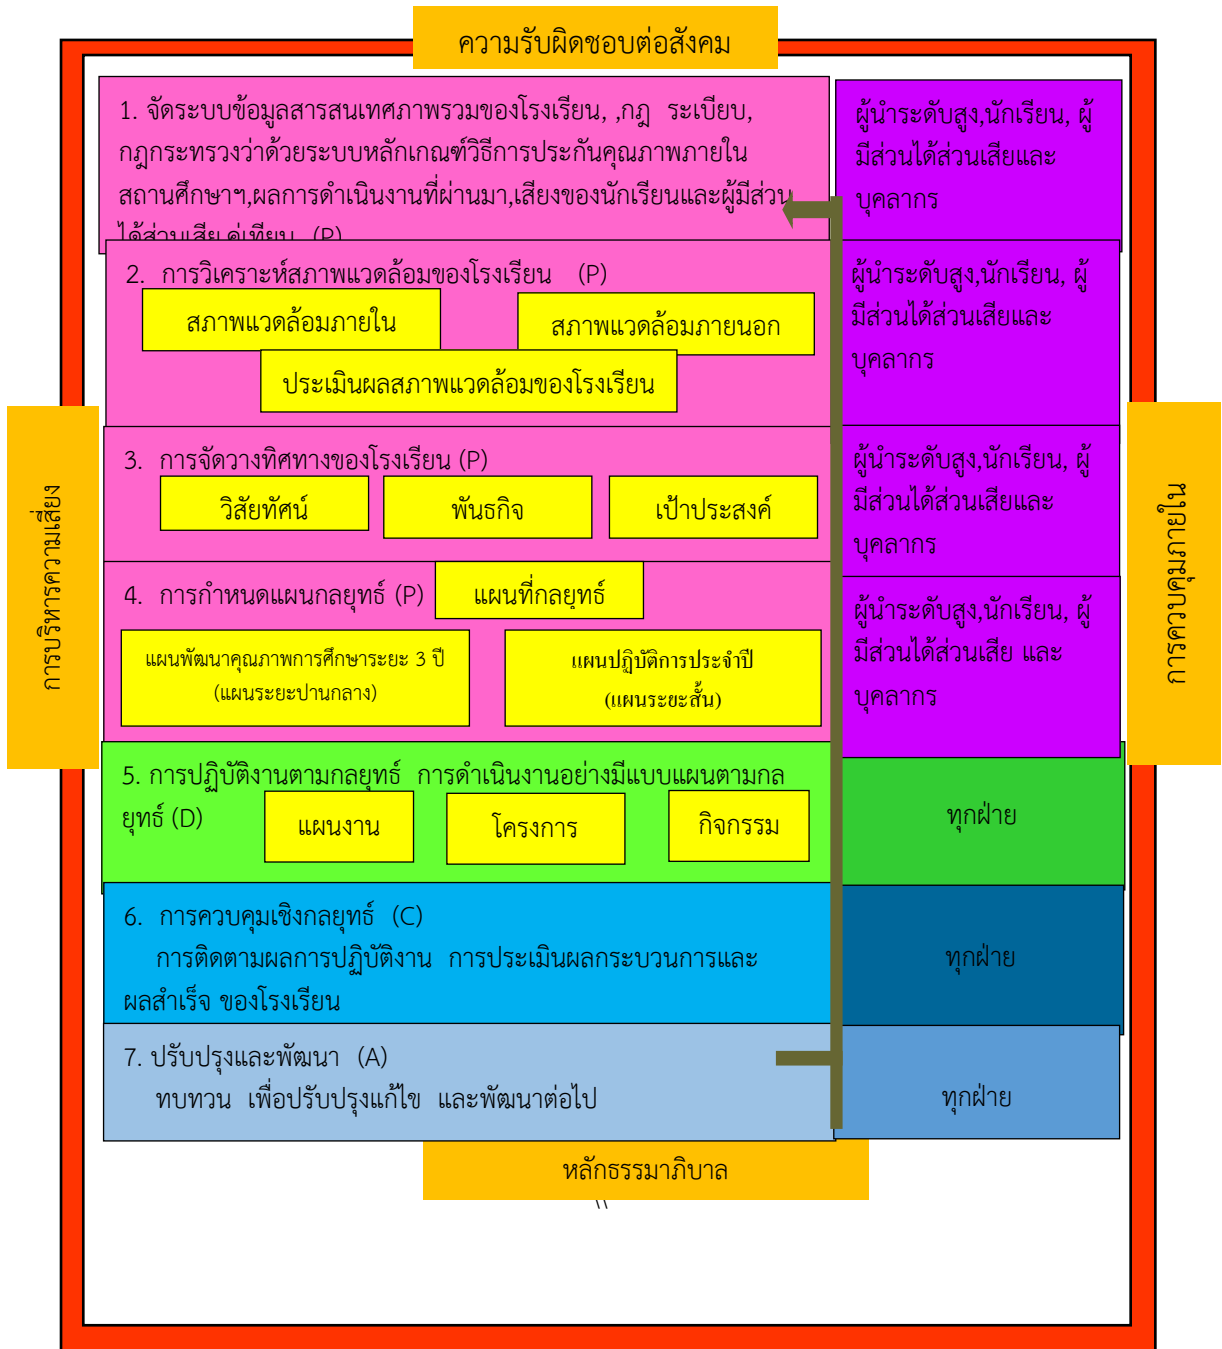 ความรับผิดชอบต่อสังคม
1. จัดระบบข้อมูลสารสนเทศภาพรวมของโรงเรียน, ,กฎ ระเบียบ,
กฎกระทรวงว่าด้วยระบบหลักเกณฑ์วิธีการประกันคุณภาพภายใน
สถานศึกษาฯ,ผลการดำเนินงานที่ผ่านมา,เสียงของนักเรียนและผู้มีส่วน
ได้ส่วนเสีย,คู่เทียบ (P)
ผู้นำระดับสูง,นักเรียน, ผู้
มีส่วนได้ส่วนเสียและ
บุคลากร
2. การวิเคราะห์สภาพแวดล้อมของโรงเรียน (P)
สภาพแวดล้อมภายใน
สภาพแวดล้อมภายนอก
ประเมินผลสภาพแวดล้อมของโรงเรียน
ผู้นำระดับสูง,นักเรียน, ผู้
มีส่วนได้ส่วนเสียและ
บุคลากร
การบริหารความเสี่ยง
การควบคุมภายใน
3. การจัดวางทิศทางของโรงเรียน (P)
วิสัยทัศน์
พันธกิจ
เป้าประสงค์
ผู้นำระดับสูง,นักเรียน, ผู้
มีส่วนได้ส่วนเสียและ
บุคลากร
4. การกำหนดแผนกลยุทธ์ (P)
แผนที่กลยุทธ์
แผนพัฒนาคุณภาพการศึกษาระยะ 3 ปี
(แผนระยะปานกลาง)
แผนปฏิบัติการประจำปี
(แผนระยะสั้น)
ผู้นำระดับสูง,นักเรียน, ผู้
มีส่วนได้ส่วนเสีย และ
บุคลากร
5. การปฏิบัติงานตามกลยุทธ์ การดำเนินงานอย่างมีแบบแผนตามกล
ยุทธ์ (D)
แผนงาน
โครงการ
กิจกรรม
ทุกฝ่าย
6. การควบคุมเชิงกลยุทธ์ (C)
การติดตามผลการปฏิบัติงาน การประเมินผลกระบวนการและ
ผลสำเร็จ ของโรงเรียน
ทุกฝ่าย
7. ปรับปรุงและพัฒนา (A)
ทบทวน เพื่อปรับปรุงแก้ไข และพัฒนาต่อไป
ทุกฝ่าย
หลักธรรมาภิบาล
\\